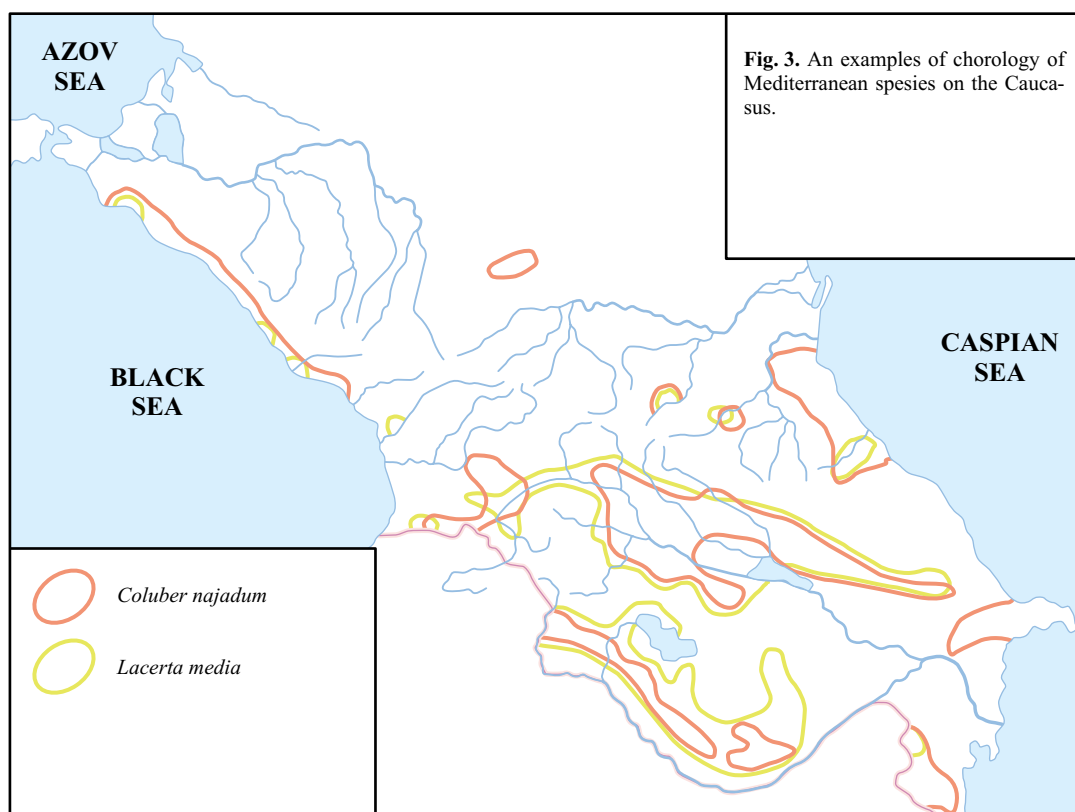 AZOV
SEA
Fig. 3. An examples of chorology of
Mediterranean spesies on the Cauca-
sus.
BLACK
SEA
CASPIAN
SEA
Coluber najadum
Lacerta media